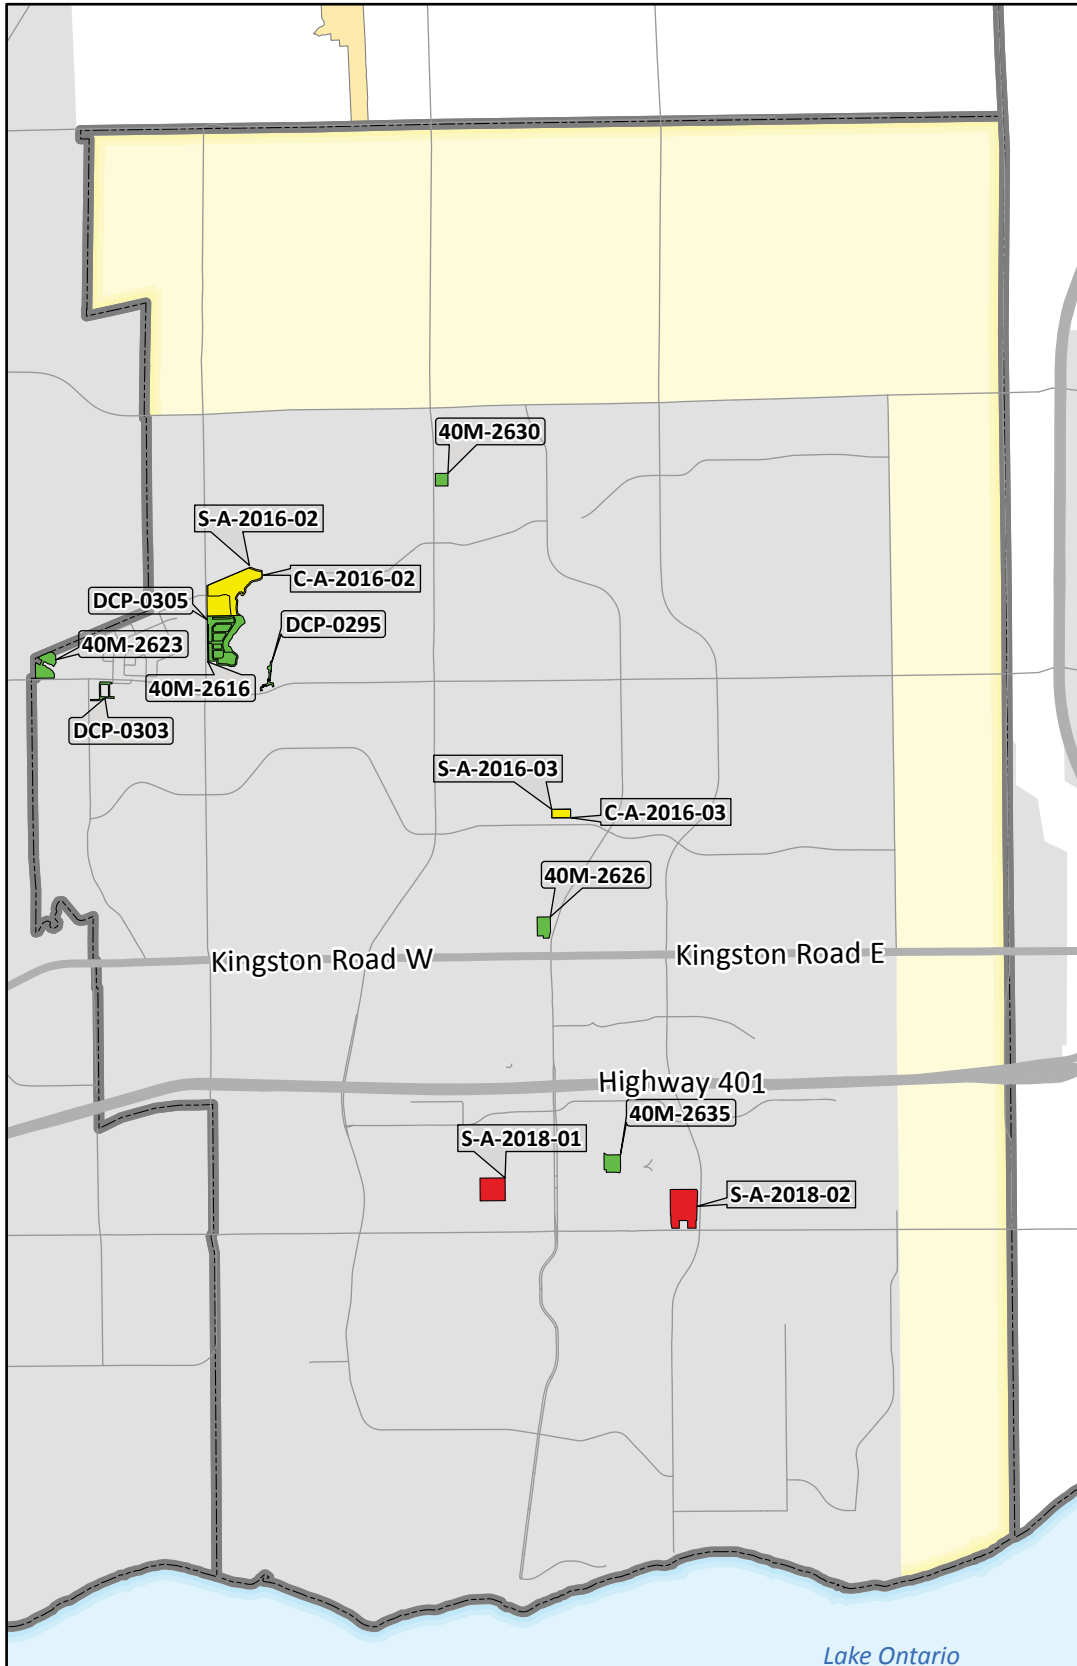 40M-2630
S-A-2016-02
C-A-2016-02
DCP-0305
DCP-0295
40M-2623
40M-2616
DCP-0303
S-A-2016-03
C-A-2016-03
40M-2626
Kingston Road W
Kingston Road E
Highway 401
40M-2635
S-A-2018-01
S-A-2018-02
Lake Ontario